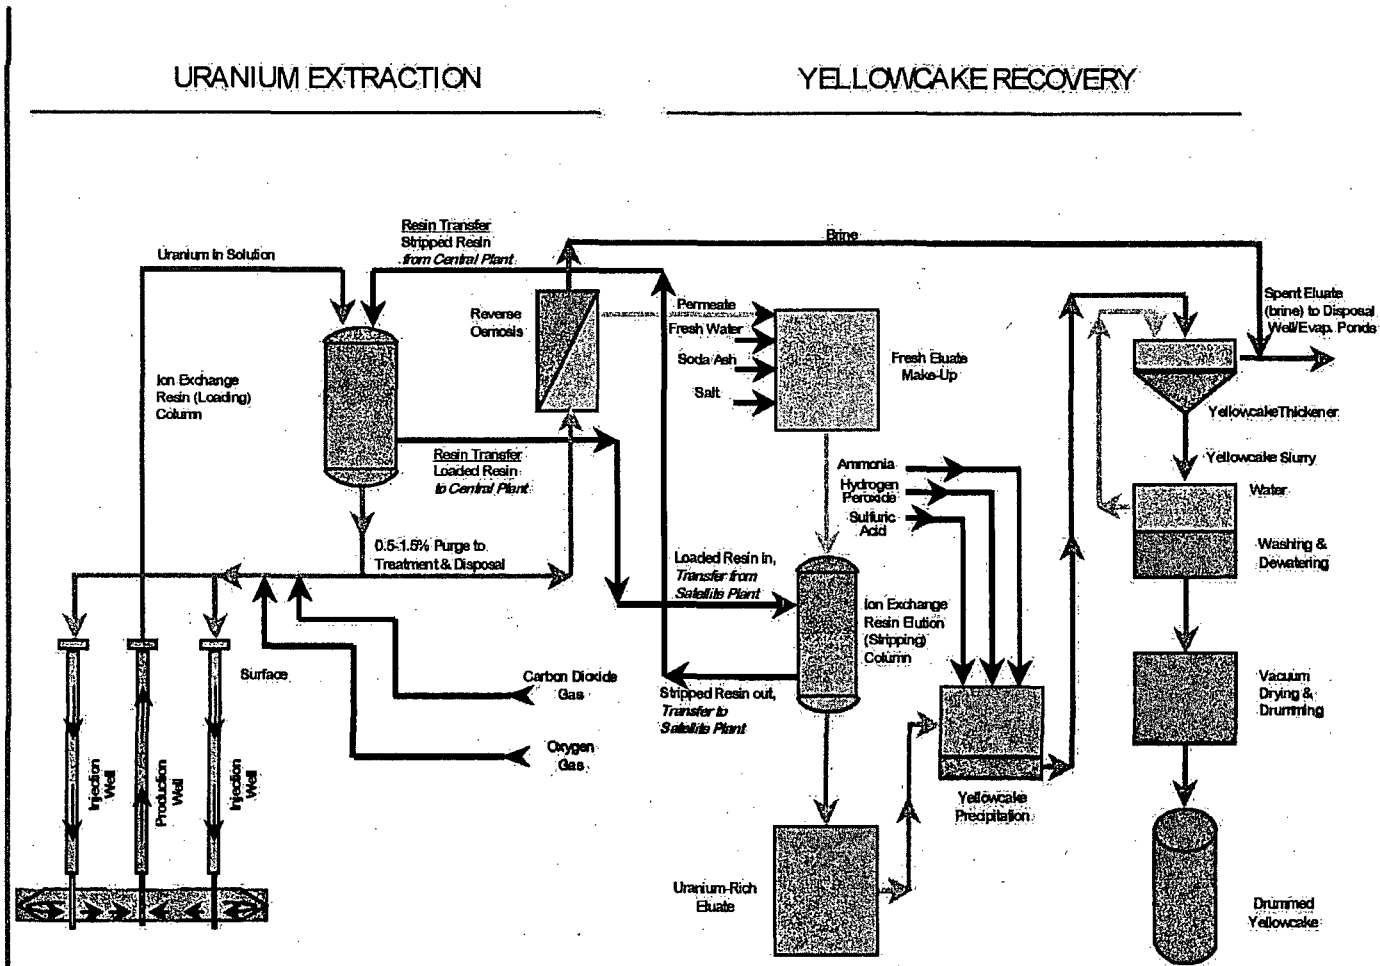 URANIUM EXTRACTION
YELLOWCAKE RECOVERY
Resin Transfer
Stripped Resin
from Central Plant
Uranium In Solution
Brine
Reverse
Osmosis
Permeate
Fresh Water
Soda Ash
Salt
Fresh Eluate
Make-Up
Spent Eluate
(brine) to Disposal
Well/Evap. Ponds
Ion Exchange
Resin (Loading)
Column
Yellowcake Thickener
Resin Transfer
Loaded Resin
to Central Plant
Yellowcake Slurry
Ammonia
Hydrogen
Peroxide
Sulfuric
Acid
Water
Washing &
Dewatering
0.5-1.5% Purge to
Treatment & Disposal
Loaded Resin in,
Transfer from
Satellite Plant
Ion Exchange
Resin Elution
(Stripping)
Column
Surface
Carbon Dioxide
Gas
Stripped Resin out,
Transfer to
Satellite Plant
Vacuum
Drying &
Drumming
Oxygen
Gas
Injection
Well
Production
Well
Injection
Well
Yellowcake
Precipitation
Uranium-Rich
Eluate
Drummed
Yellowcake